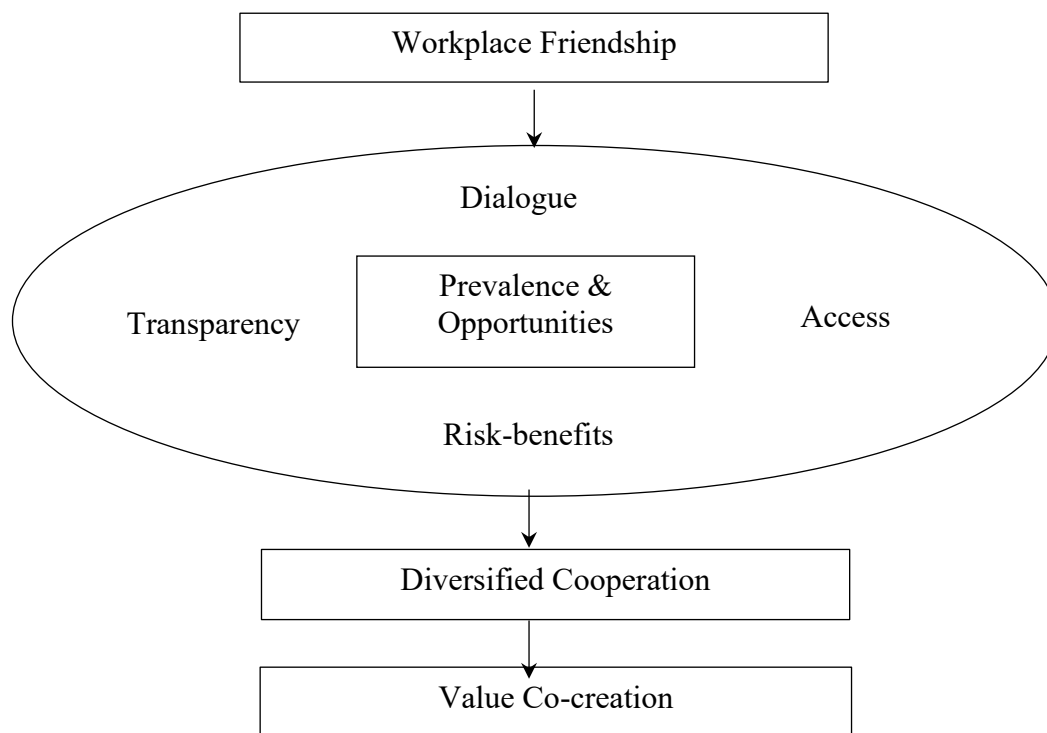 Workplace Friendship
Dialogue
Prevalence &
Opportunities
Transparency
Access
Risk-benefits
Diversified Cooperation
Value Co-creation